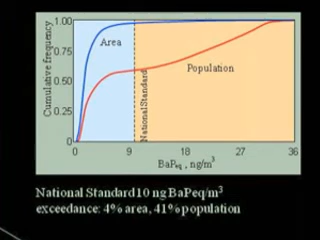 Cumulative frequency
1.00
0.75
0.50
0.25
0
Area
National Standard
Population
0 9 18 27 36
BaPeq , ng/m³
National Standard 10 ng BaPeq/m³
exceedance: 4% area, 41% population